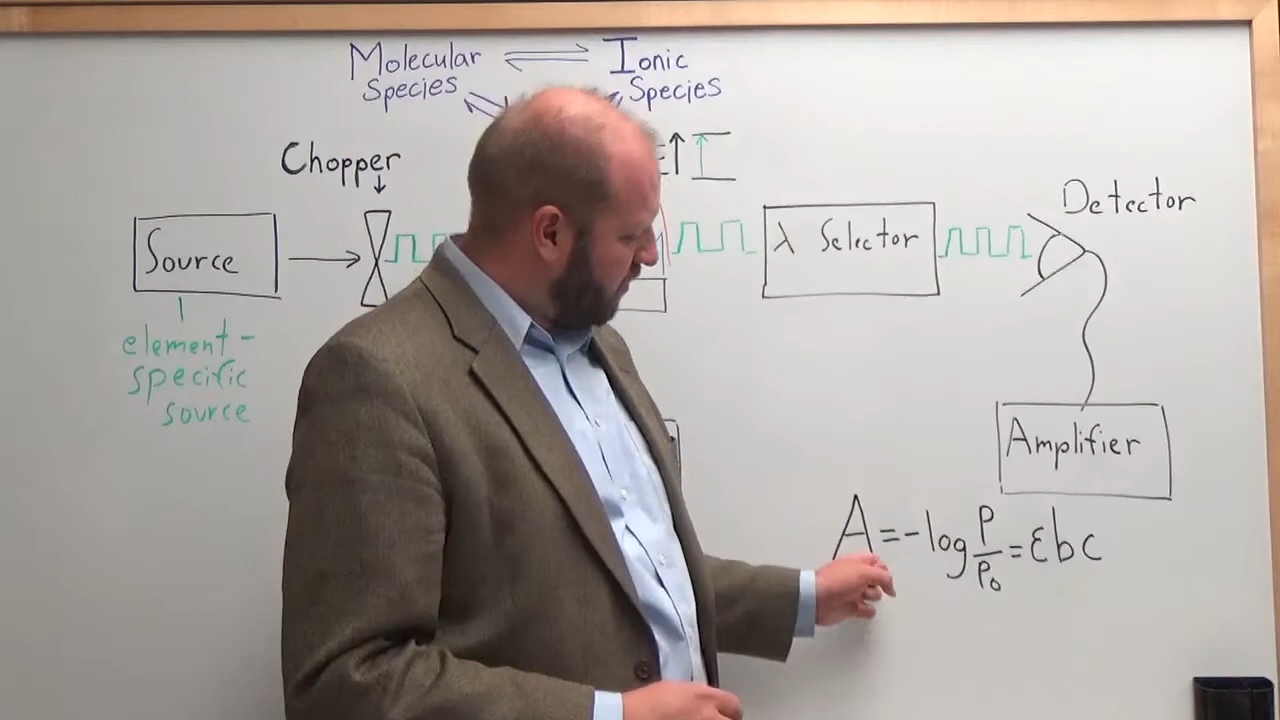 Molecular ⇌ Ionic
Species Species
Chopper
Source
λ Selector
Detector
element-
specific
source
Amplifier
A = -log P/P₀ = εbc